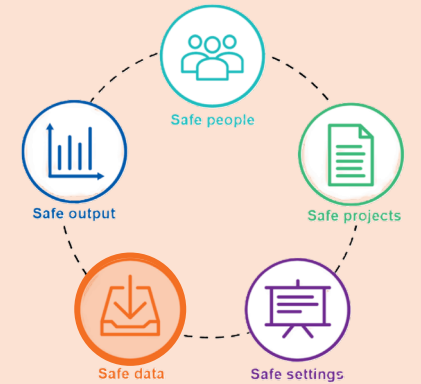 Safe people
Safe projects
Safe settings
Safe data
Safe output